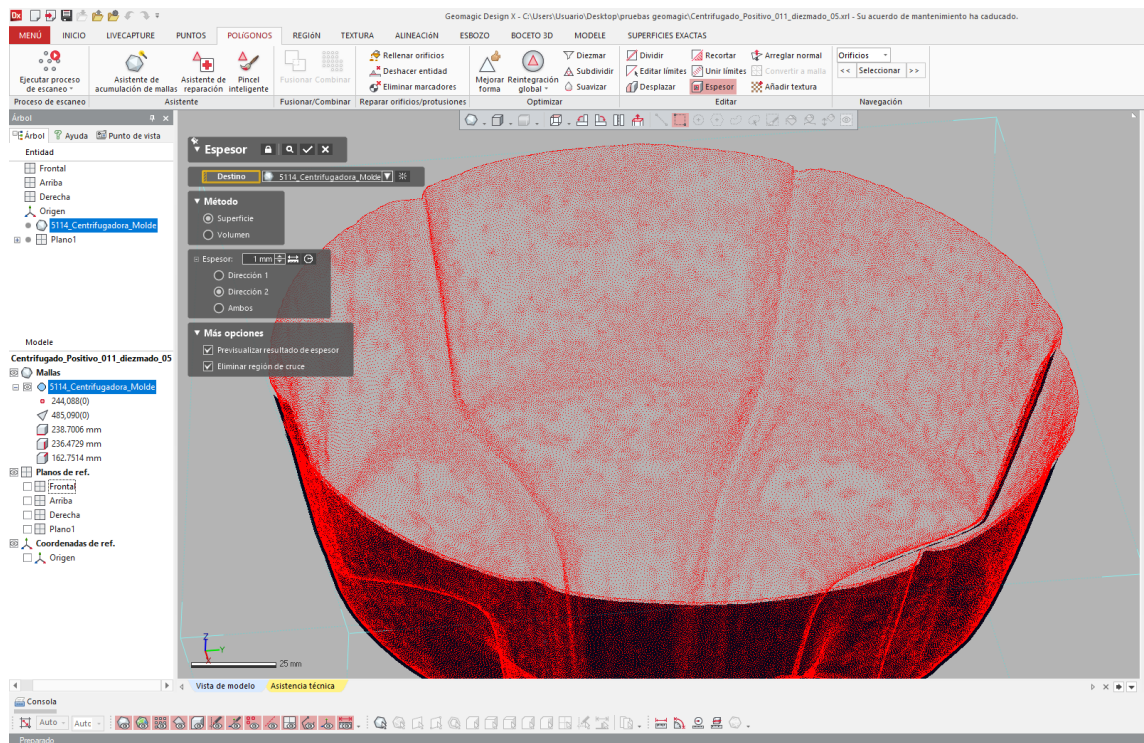 Geomagic Design X - C:\Users\Usuario\Desktop\pruebas geomagic\Centrifugado_Positivo_011_diezmado_05.xrl - Su acuerdo de mantenimiento ha caducado.
MENÚ INICIO LIVECAPTURE PUNTOS POLÍGONOS REGIÓN TEXTURA ALINEACIÓN ESBOZO BOCETO 3D MODELE SUPERFICIES EXACTAS
Ejecutar proceso de escaneo
Proceso de escaneo
Asistente de acumulación de mallas
Asistente de reparación
Pincel inteligente
Asistente
Fusionar Combinar
Fusionar/Combinar
Rellenar orificios
Deshacer entidad
Eliminar marcadores
Reparar orificios/protusiones
Mejorar forma
Reintegración global
Diezmar
Subdividir
Suavizar
Optimizar
Dividir
Editar límites
Desplazar
Recortar
Unir límites
Espesor
Arreglar normal
Convertir a malla
Añadir textura
Editar
Orificios
<< Seleccionar >>
Navegación
Árbol
Árbol Ayuda Punto de vista
Entidad
Frontal
Arriba
Derecha
Origen
5114_Centrifugadora_Molde
Plano1
Modele
Centrifugado_Positivo_011_diezmado_05
Mallas
5114_Centrifugadora_Molde
244,088(0)
485,090(0)
238.7006 mm
236.4729 mm
162.7514 mm
Planos de ref.
Frontal
Arriba
Derecha
Plano1
Coordenadas de ref.
Origen
Espesor
Destino 5114_Centrifugadora_Molde
Método
Superficie
Volumen
Espesor: 1 mm
Dirección 1
Dirección 2
Ambos
Más opciones
Previsualizar resultado de espesor
Eliminar región de cruce
Z
Y
X
25 mm
Vista de modelo Asistencia técnica
Consola
Auto Autc
Preparado